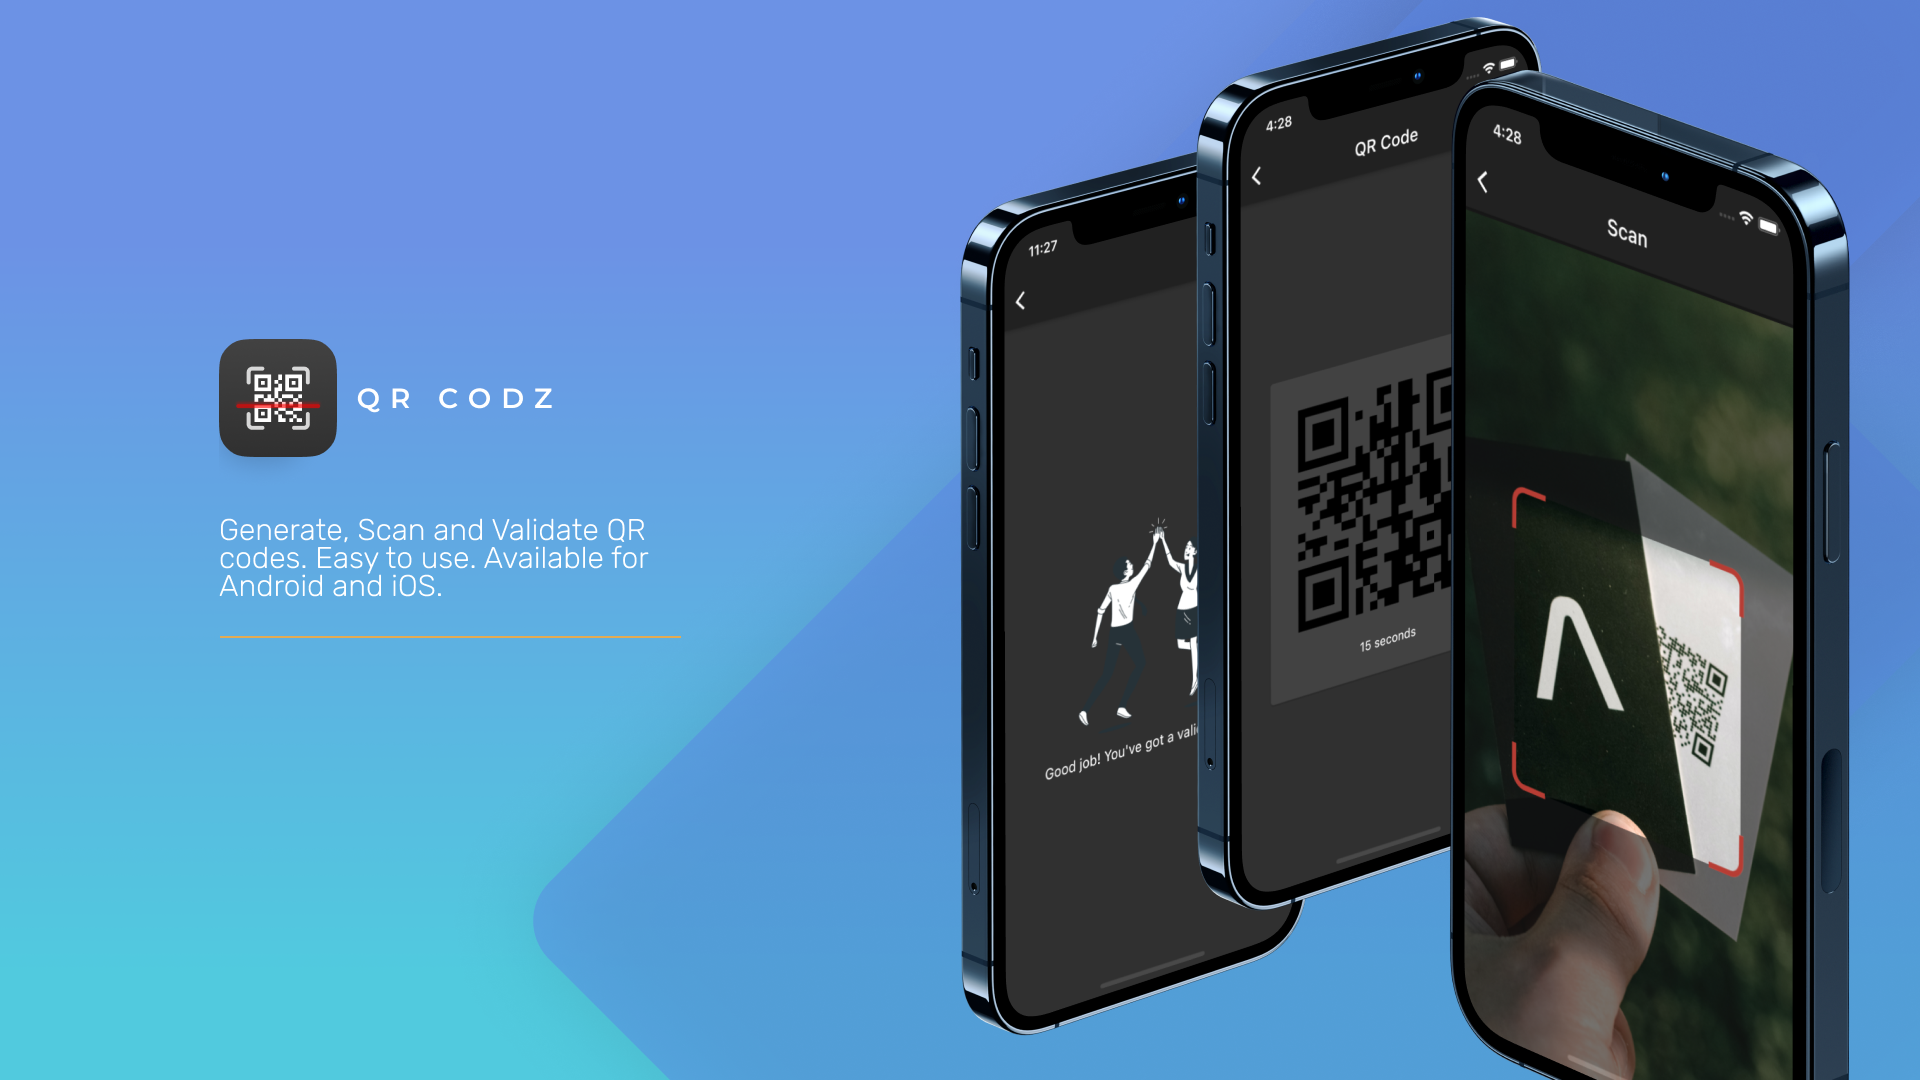 QR CODZ
Generate, Scan and Validate QR
codes. Easy to use. Available for
Android and iOS.
11:27
Good job! You've got a
4:28
QR Code
15 seconds
4:28
Scan